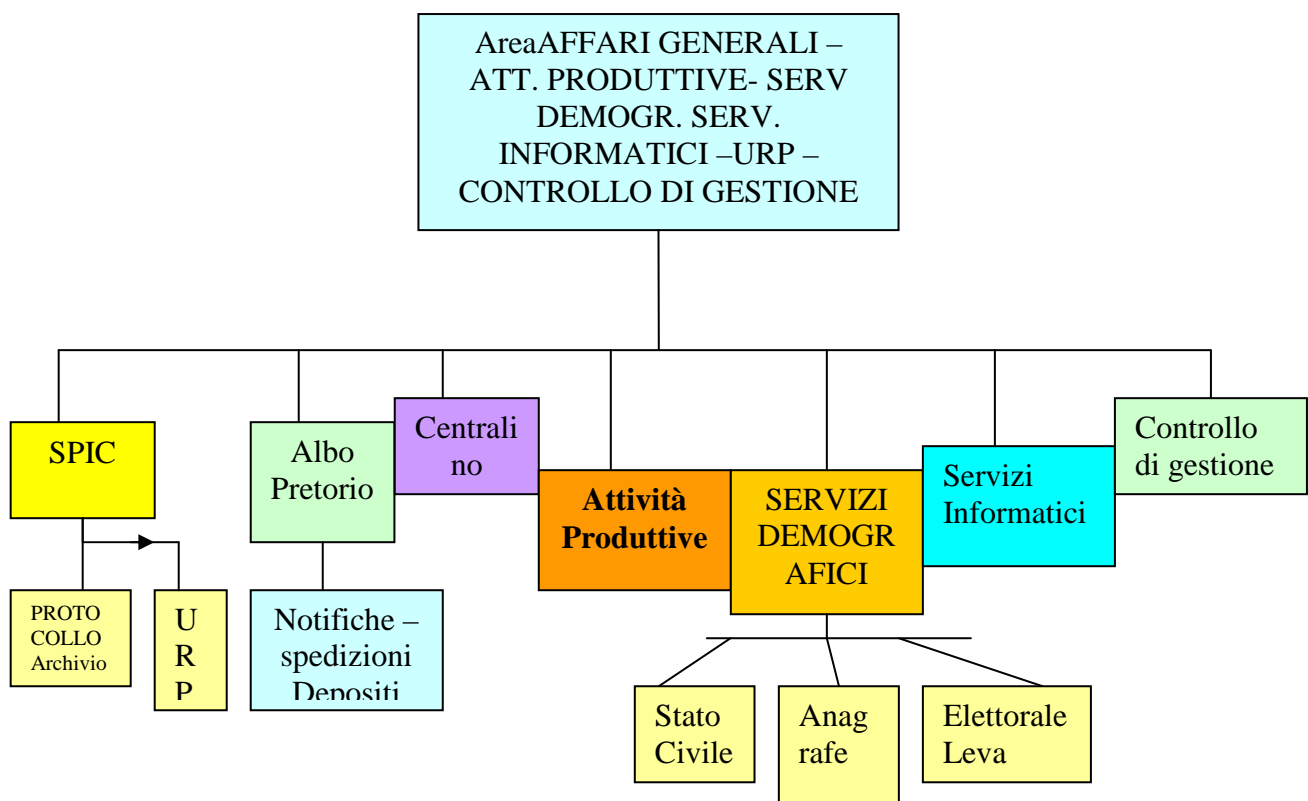 AreaAFFARI GENERALI –
ATT. PRODUTTIVE- SERV
DEMOGR. SERV.
INFORMATICI –URP –
CONTROLLO DI GESTIONE
SPIC
Albo
Pretorio
Centrali
no
Attività
Produttive
SERVIZI
DEMOGR
AFICI
Servizi
Informatici
Controllo
di gestione
PROTO
COLLO
Archivio
U
R
P
Notifiche –
spedizioni
Depositi
Stato
Civile
Anag
rafe
Elettorale
Leva